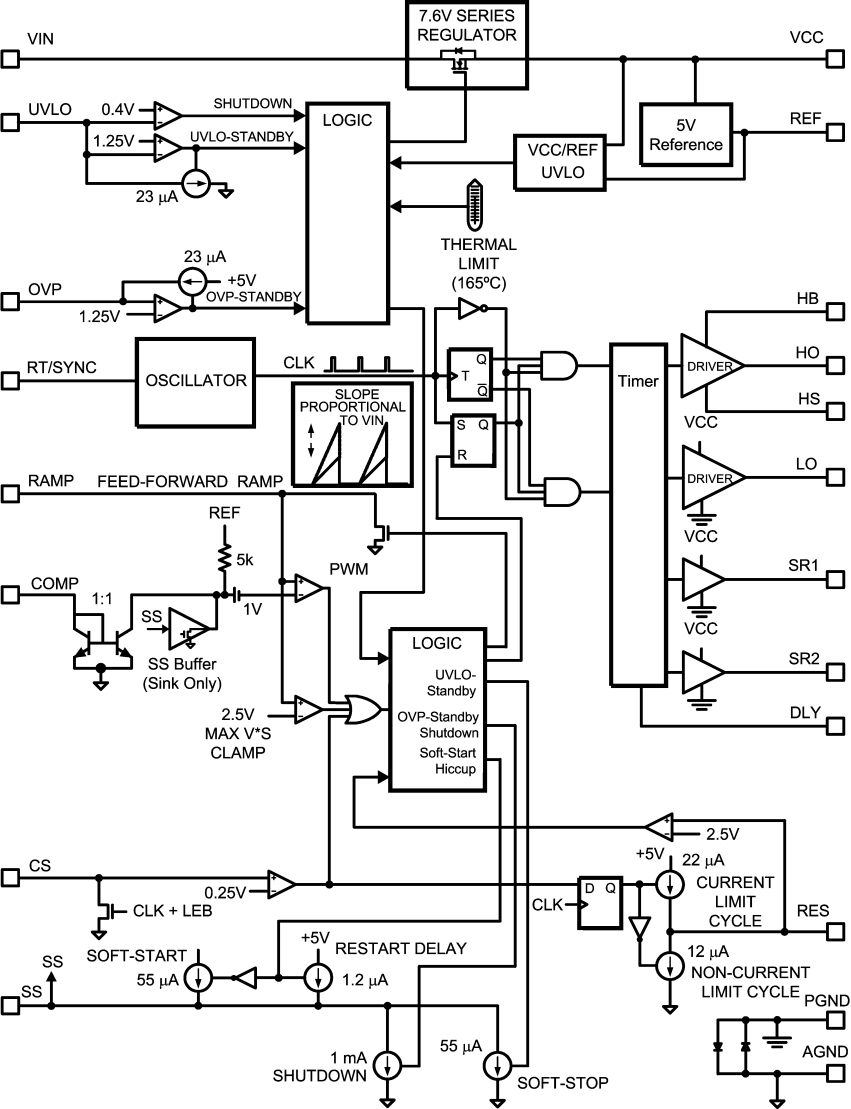 7.6V SERIES
REGULATOR
VIN
VCC
UVLO
0.4V
+
−
SHUTDOWN
1.25V
+
−
UVLO-STANDBY
23 µA
LOGIC
5V
Reference
REF
VCC/REF
UVLO
THERMAL
LIMIT
(165ºC)
23 µA
+5V
OVP
+
−
OVP-STANDBY
1.25V
HB
RT/SYNC
OSCILLATOR
CLK
T
Q
Q̅
Timer
DRIVER
HO
HS
SLOPE
PROPORTIONAL
TO VIN
S
Q
R
VCC
DRIVER
LO
RAMP
FEED-FORWARD RAMP
REF
5k
VCC
PWM
+
−
COMP
1:1
SS
1V
SS Buffer
(Sink Only)
SR1
VCC
LOGIC
UVLO-
Standby
OVP-Standby
Shutdown
Soft-Start
Hiccup
SR2
+
−
2.5V
MAX V*S
CLAMP
DLY
+
−
2.5V
CS
+
−
0.25V
CLK + LEB
CLK
D
Q
+5V
22 µA
CURRENT
LIMIT
CYCLE
RES
12 µA
NON-CURRENT
LIMIT CYCLE
SOFT-START
55 µA
+5V
RESTART DELAY
1.2 µA
SS
SS
1 mA
SHUTDOWN
55 µA
SOFT-STOP
PGND
AGND